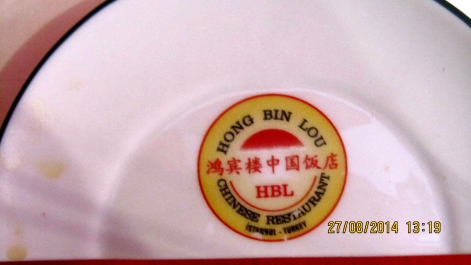 HONG BIN LOU
鸿宾楼中国饭店
HBL
CHINESE RESTAURANT
İSTANBUL - TURKEY
27/08/2014 13:19